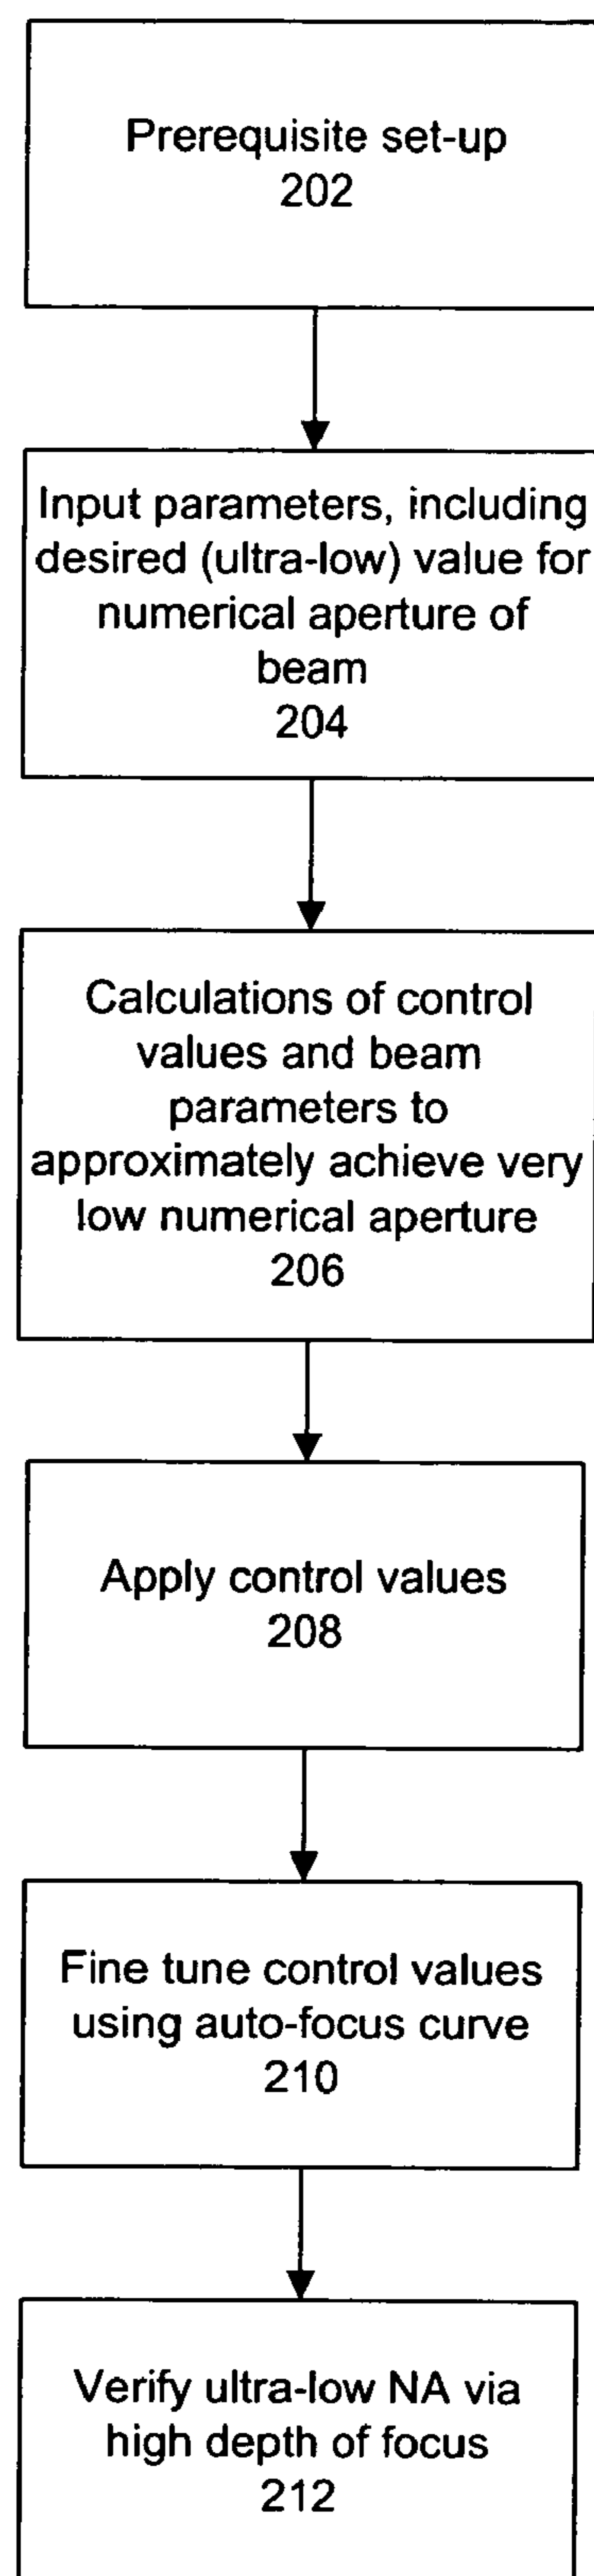 Prerequisite set-up
202
Input parameters, including
desired (ultra-low) value for
numerical aperture of
beam
204
Calculations of control
values and beam
parameters to
approximately achieve very
low numerical aperture
206
Apply control values
208
Fine tune control values
using auto-focus curve
210
Verify ultra-low NA via
high depth of focus
212